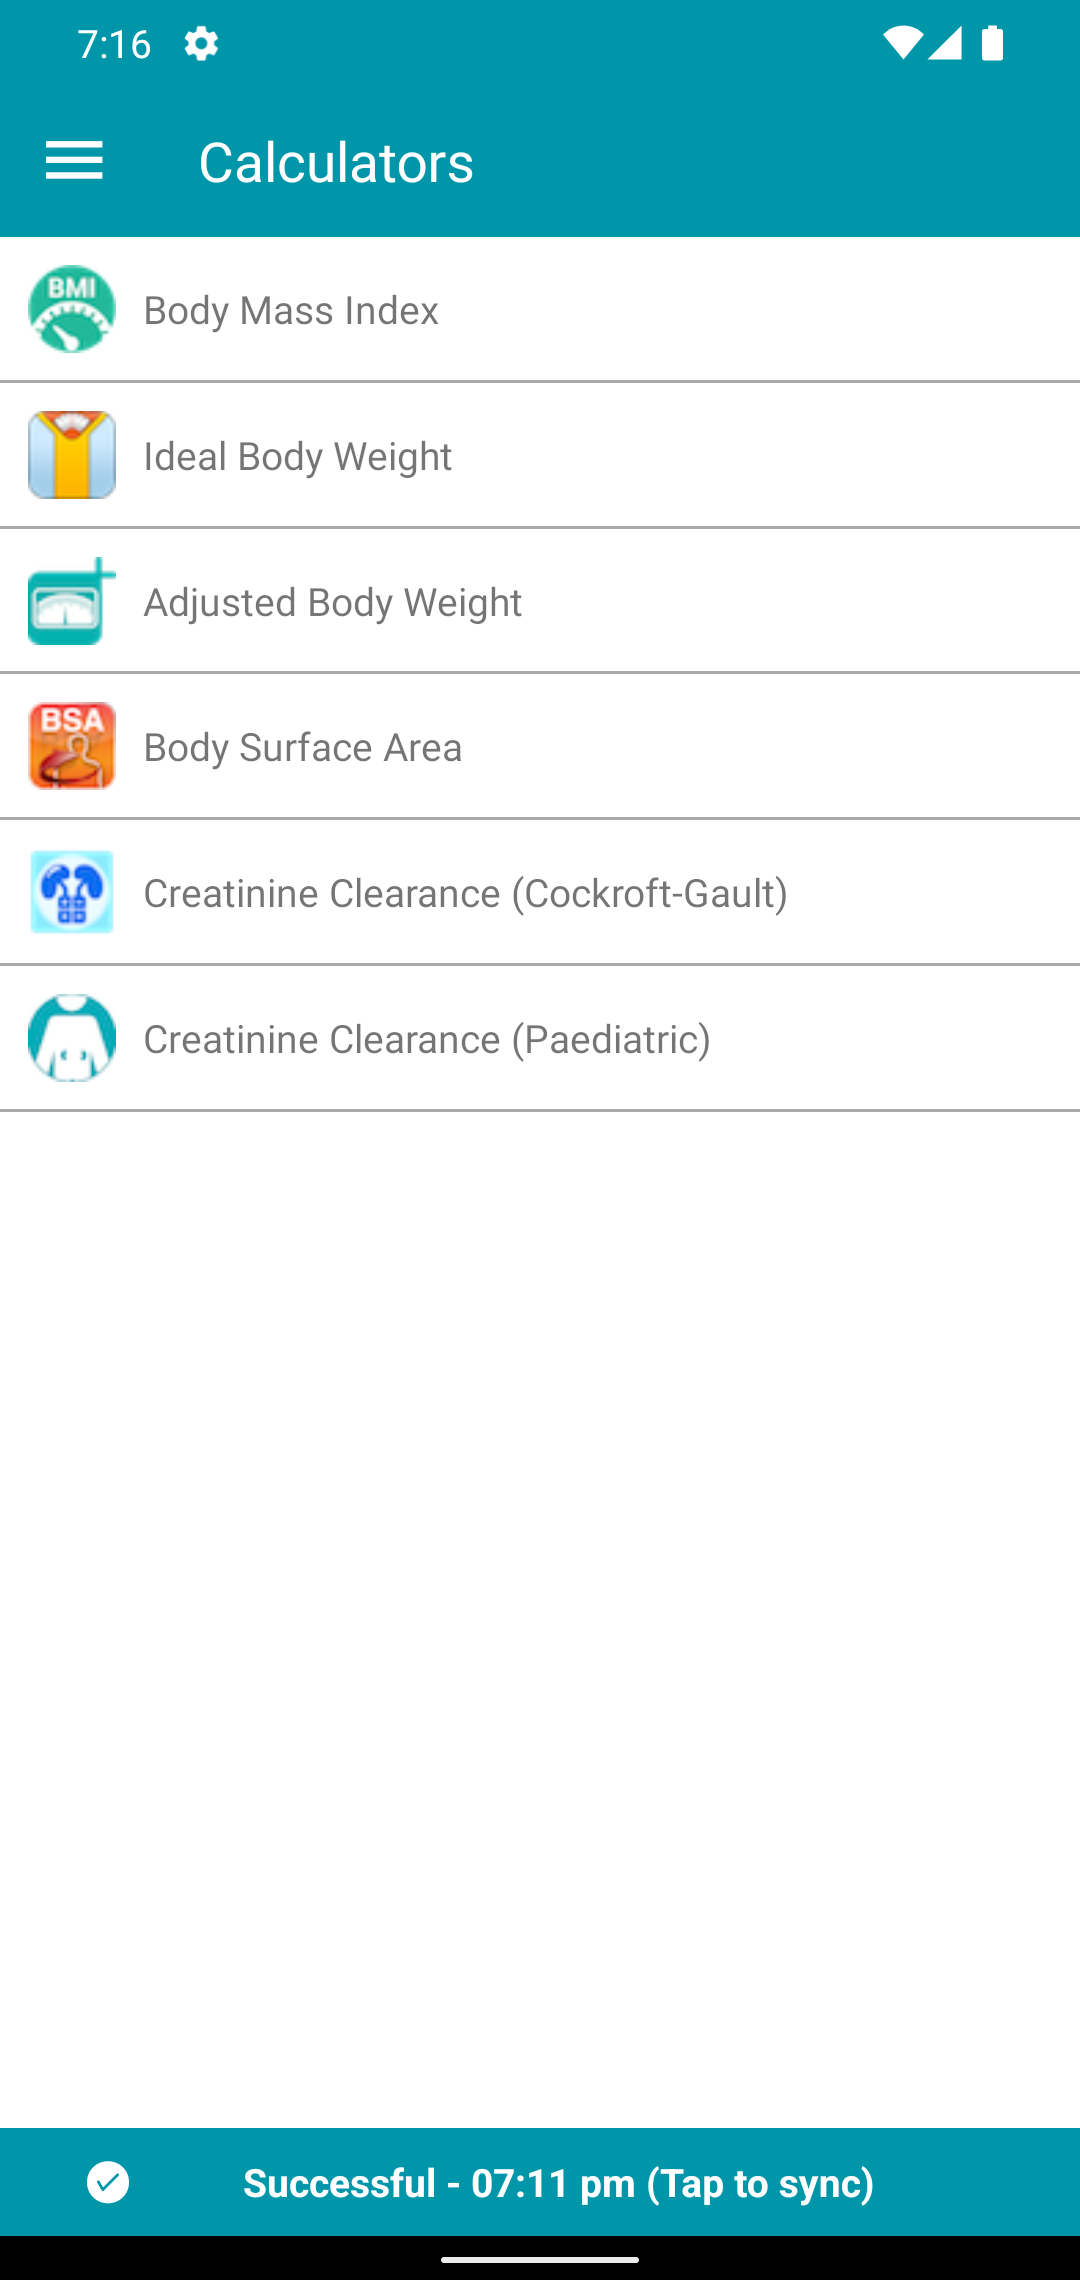 7:16
Calculators
BMI
Body Mass Index
Ideal Body Weight
Adjusted Body Weight
BSA
Body Surface Area
Creatinine Clearance (Cockroft-Gault)
Creatinine Clearance (Paediatric)
Successful - 07:11 pm (Tap to sync)